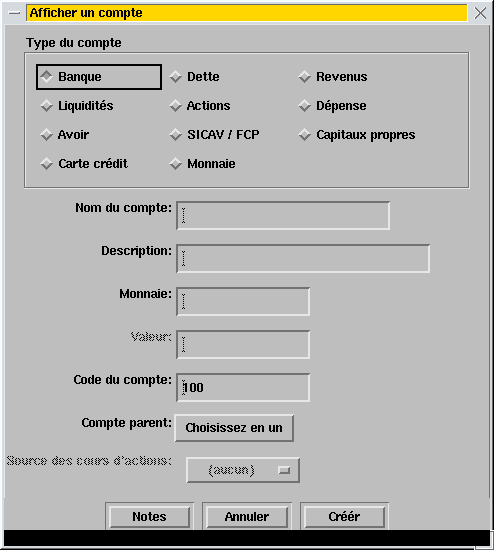 Afficher un compte
Type du compte
Banque Dette Revenus
Liquidités Actions Dépense
Avoir SICAV / FCP Capitaux propres
Carte crédit Monnaie
Nom du compte:
Description:
Monnaie:
Valeur:
Code du compte: 100
Compte parent: Choisissez en un
Source des cours d'actions: (aucun)
Notes Annuler Créér